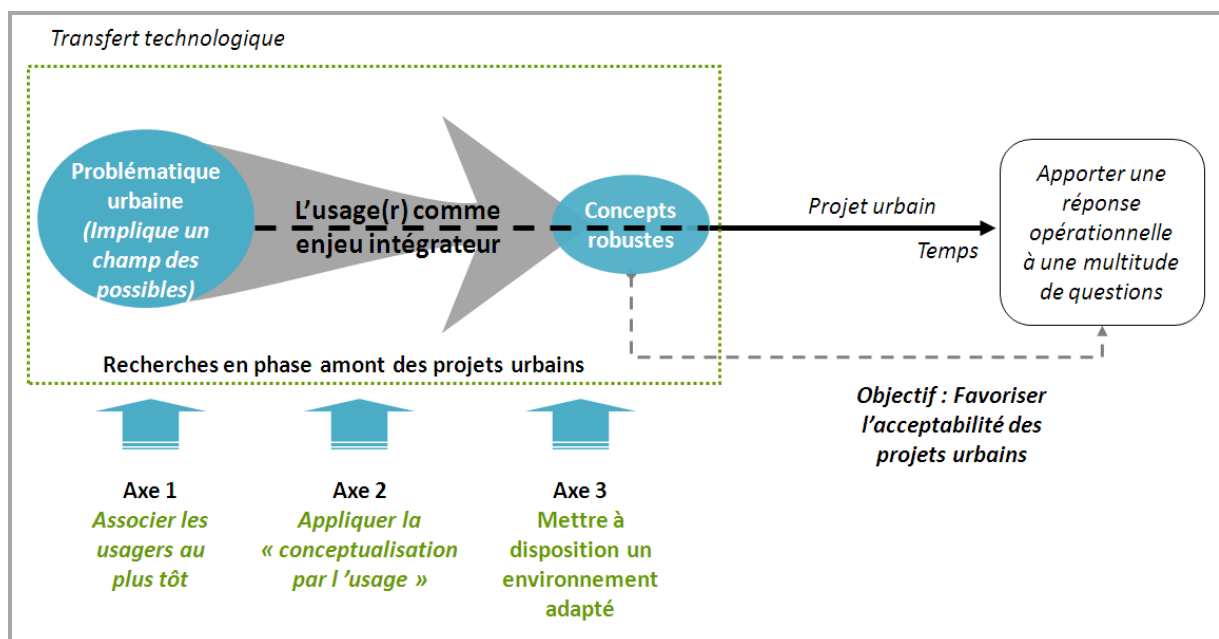 Transfert technologique
Problématique
urbaine
(Implique un
champ des
possibles)
L’usage(r) comme
enjeu intégrateur
Concepts
robustes
Projet urbain
Temps
Apporter une
réponse
opérationnelle
à une multitude
de questions
Recherches en phase amont des projets urbains
Objectif : Favoriser
l’acceptabilité des
projets urbains
Axe 1
Associer les
usagers au
plus tôt
Axe 2
Appliquer la
« conceptualisation
par l ’usage »
Axe 3
Mettre à
disposition un
environnement
adapté